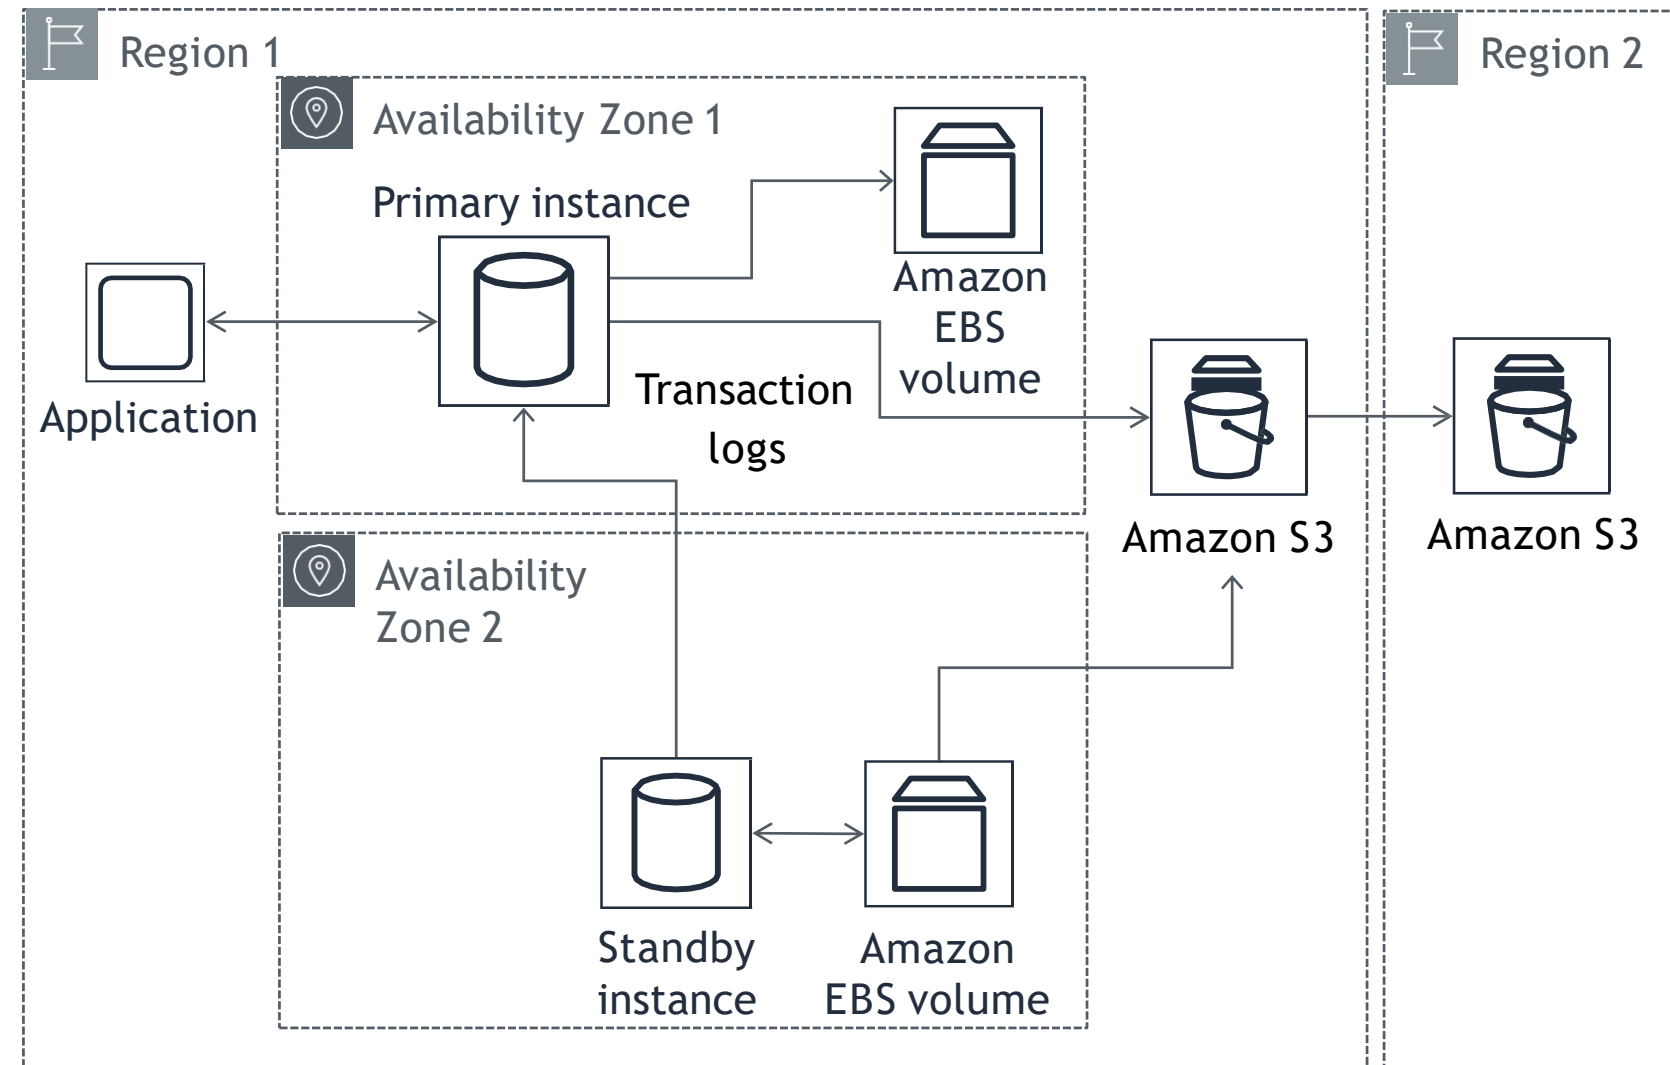 Region 1
Region 2
Availability Zone 1
Primary instance
Amazon
EBS
volume
Application
Transaction
logs
Amazon S3
Amazon S3
Availability
Zone 2
Standby
instance
Amazon
EBS volume